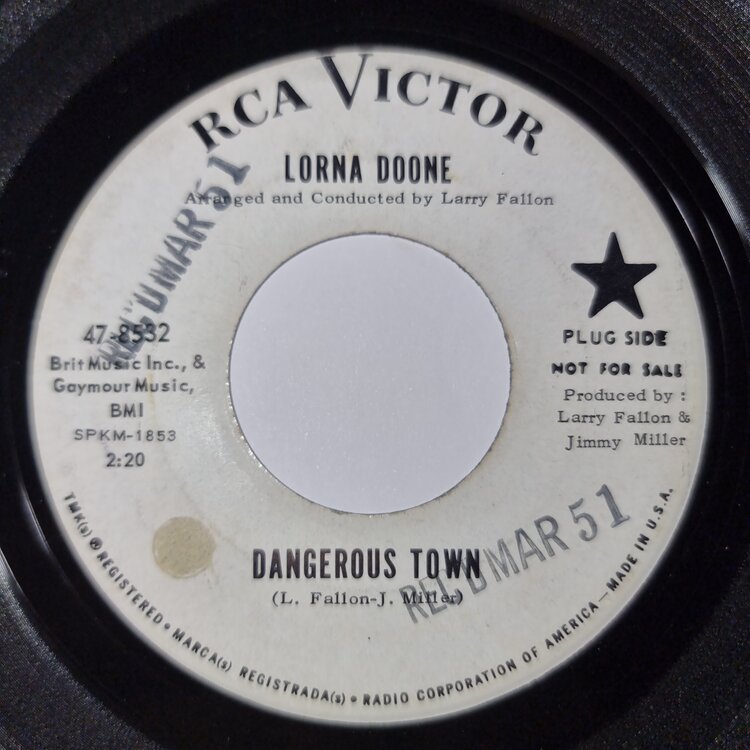 RCA VICTOR
LORNA DOONE
Arranged and Conducted by Larry Fallon
REC'D MAR 51
47-8532
Brit Music Inc., &
Gaymour Music,
BMI
SPKM-1853
2:20
PLUG SIDE
NOT FOR SALE
Produced by :
Larry Fallon &
Jimmy Miller
DANGEROUS TOWN
(L. Fallon-J. Miller)
REC'D MAR 51
TMK(s) ® REGISTERED • MARCA(s) REGISTRADA(s) • RADIO CORPORATION OF AMERICA—MADE IN U.S.A.